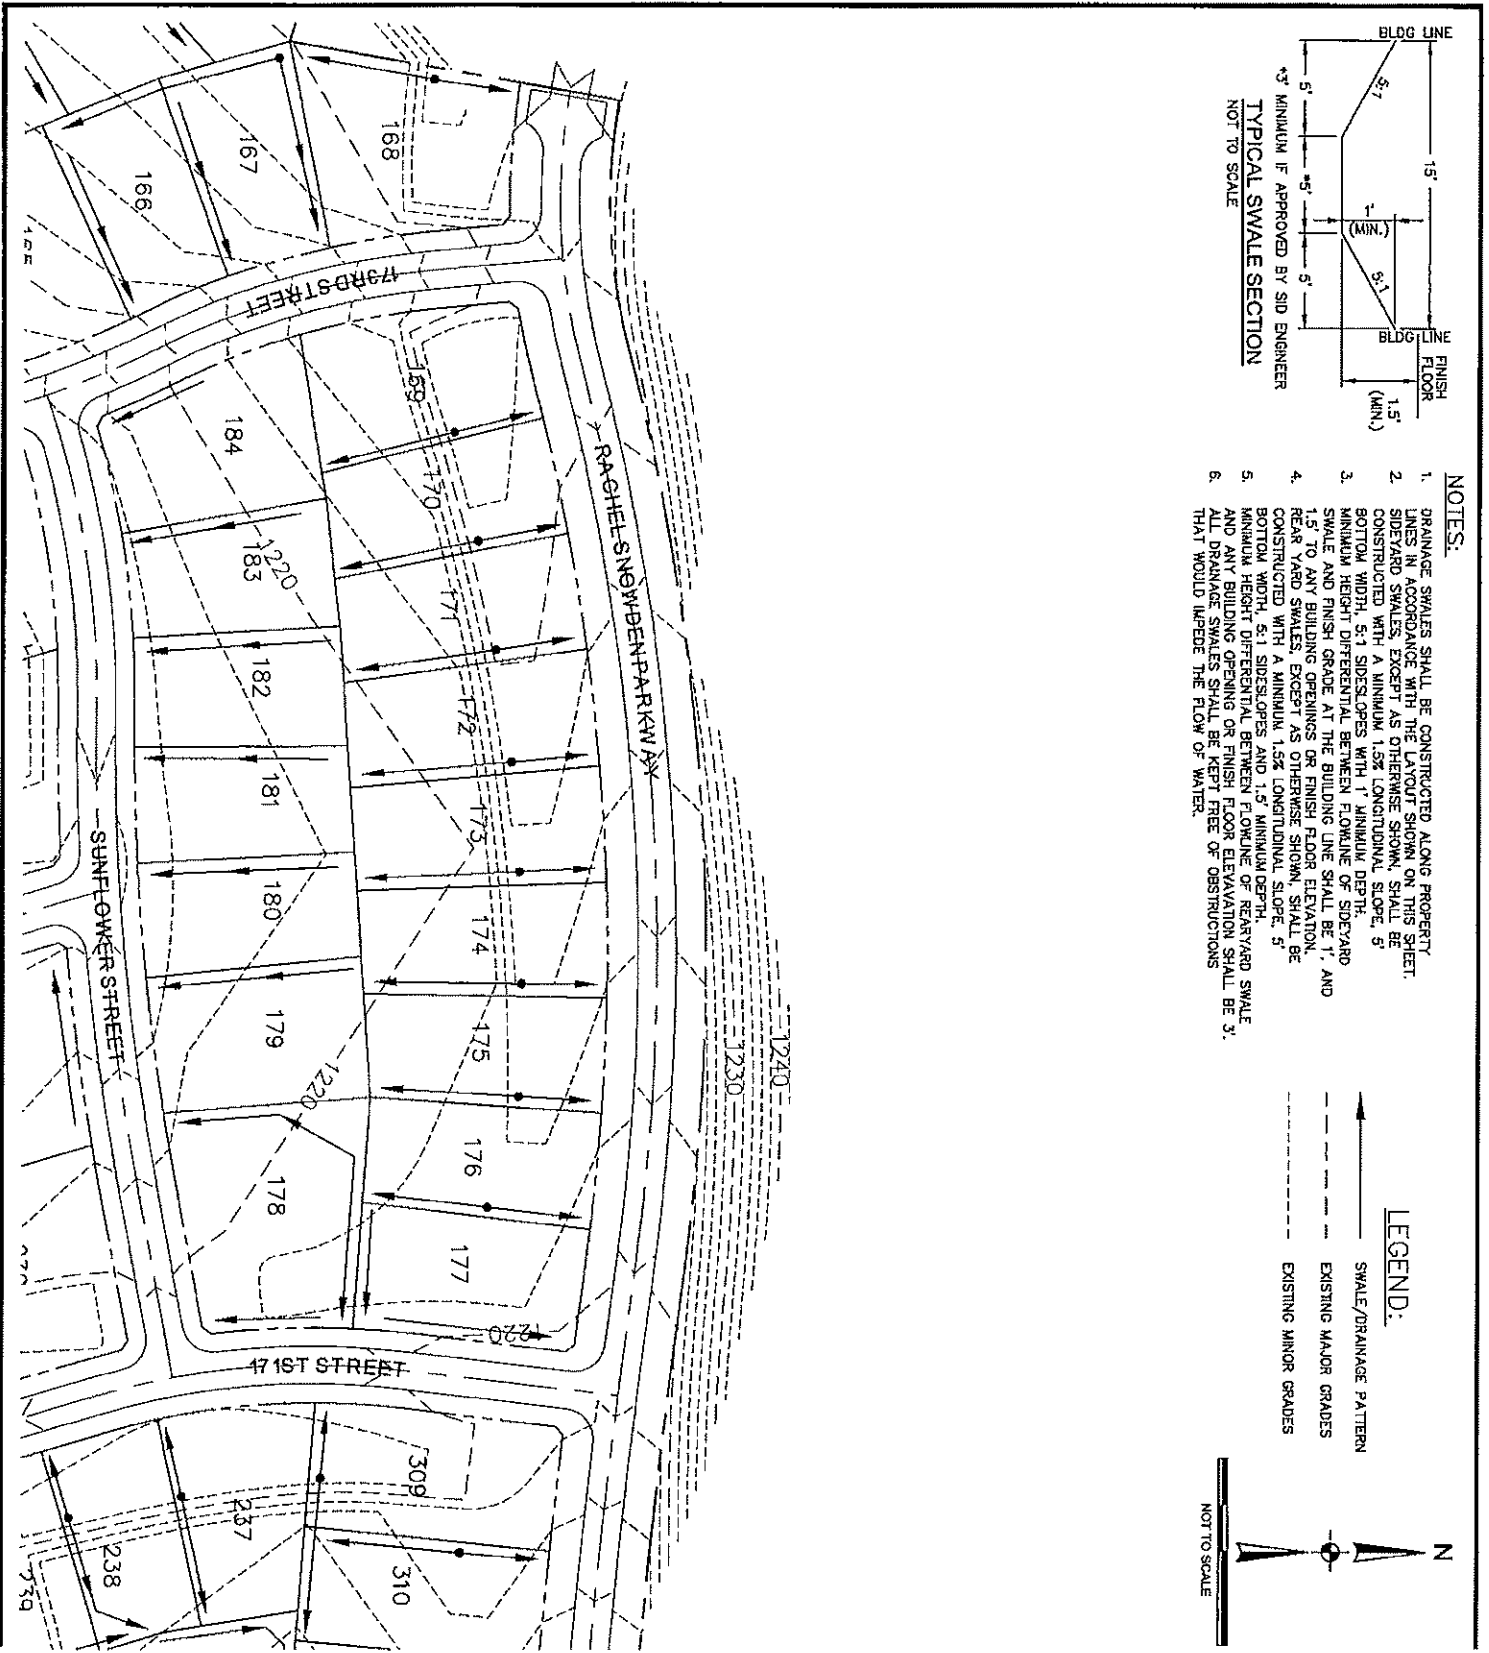 BLDG LINE
15'
BLDG LINE
FINISH
FLOOR
5:1
5:1
1'
(MIN.)
1.5'
(MIN.)
5'
*5'
5'
*3' MINIMUM IF APPROVED BY SID ENGINEER
TYPICAL SWALE SECTION
NOT TO SCALE
NOTES:
1. DRAINAGE SWALES SHALL BE CONSTRUCTED ALONG PROPERTY
LINES IN ACCORDANCE WITH THE LAYOUT SHOWN ON THIS SHEET.
2. SIDEYARD SWALES, EXCEPT AS OTHERWISE SHOWN, SHALL BE
CONSTRUCTED WITH A MINIMUM 1.5% LONGITUDINAL SLOPE, 5'
BOTTOM WIDTH, 5:1 SIDESLOPES WITH 1' MINIMUM DEPTH.
3. MINIMUM HEIGHT DIFFERENTIAL BETWEEN FLOWLINE OF SIDEYARD
SWALE AND FINISH GRADE AT THE BUILDING LINE SHALL BE 1', AND
1.5' TO ANY BUILDING OPENINGS OR FINISH FLOOR ELEVATION.
4. REAR YARD SWALES, EXCEPT AS OTHERWISE SHOWN, SHALL BE
CONSTRUCTED WITH A MINIMUM 1.5% LONGITUDINAL SLOPE, 5'
BOTTOM WIDTH, 5:1 SIDESLOPES AND 1.5' MINIMUM DEPTH.
5. MINIMUM HEIGHT DIFFERENTIAL BETWEEN FLOWLINE OF REARYARD SWALE
AND ANY BUILDING OPENING OR FINISH FLOOR ELEVAVATION SHALL BE 3'.
6. ALL DRAINAGE SWALES SHALL BE KEPT FREE OF OBSTRUCTIONS
THAT WOULD IMPEDE THE FLOW OF WATER.
LEGEND:
SWALE/DRAINAGE PATTERN
EXISTING MAJOR GRADES
EXISTING MINOR GRADES
N
NOT TO SCALE
1240
1230
RACHEL SNOWDEN PARKWAY
168
167
166
173RD STREET
169
170
171
172
173
174
175
176
177
1220
184
183
1220
182
181
180
179
1220
178
SUNFLOWER STREET
171ST STREET
309
310
237
238
239